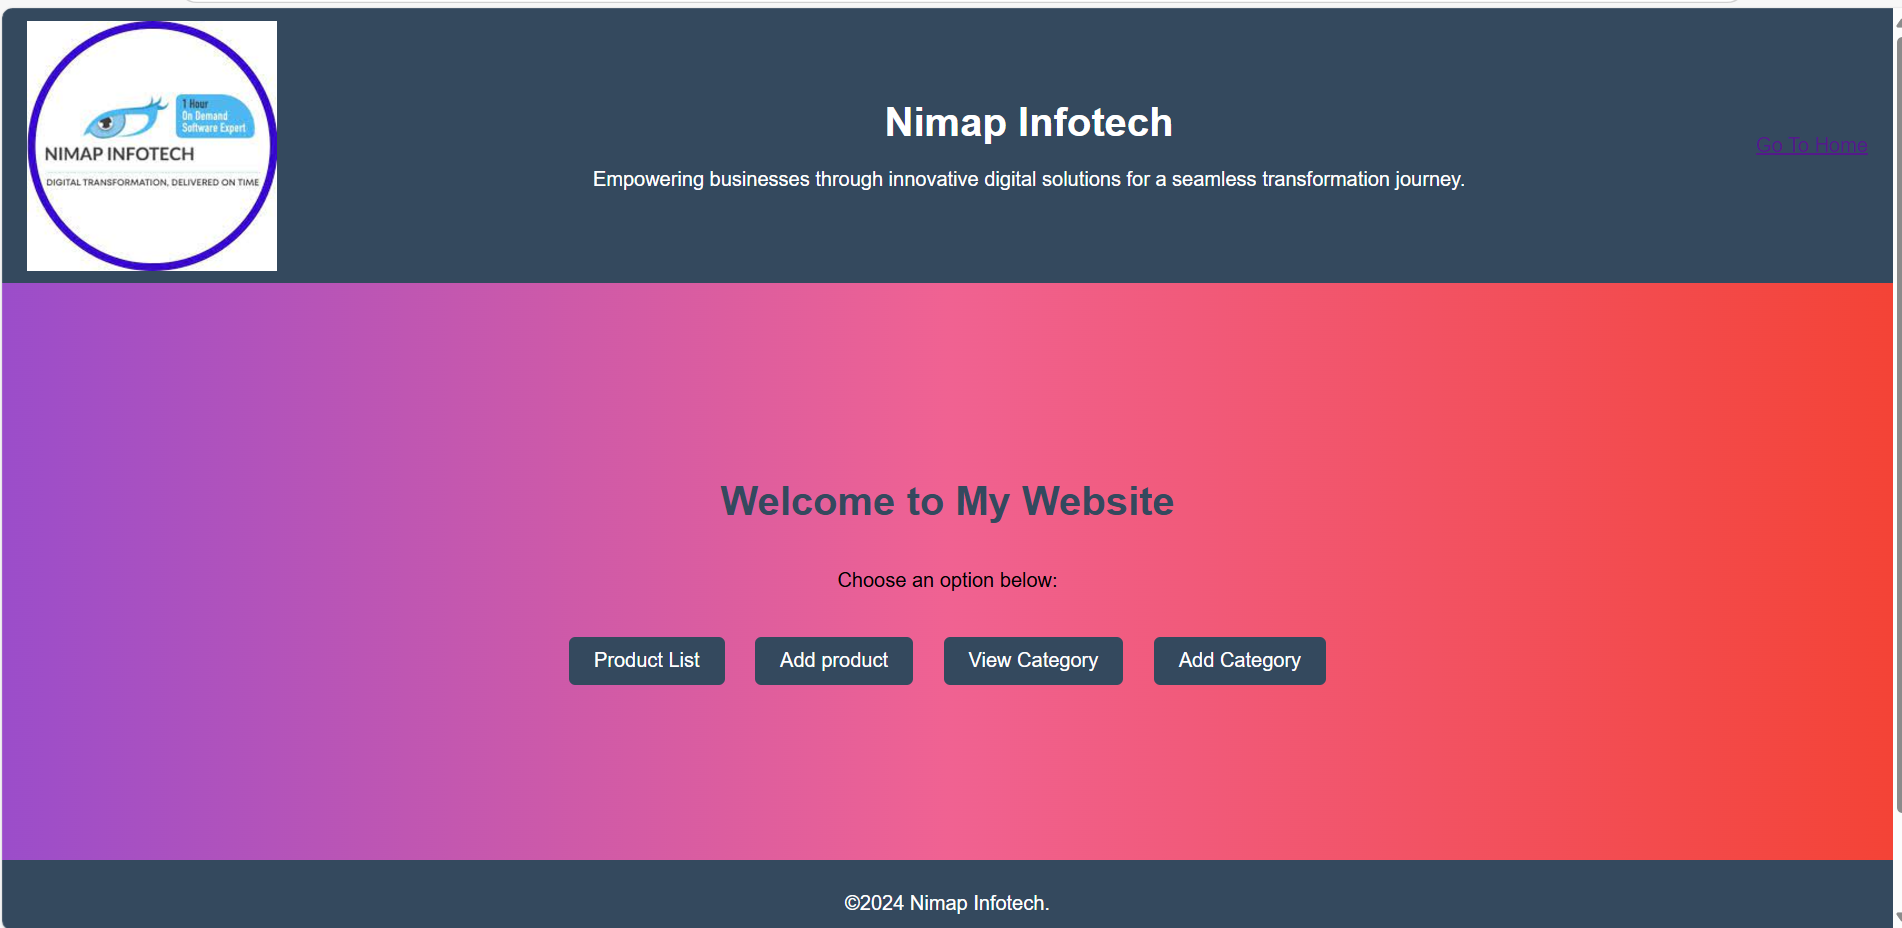 1 Hour
On Demand
Software Expert
NIMAP INFOTECH
DIGITAL TRANSFORMATION, DELIVERED ON TIME
Nimap Infotech
Empowering businesses through innovative digital solutions for a seamless transformation journey.
Go To Home
Welcome to My Website
Choose an option below:
Product List Add product View Category Add Category
©2024 Nimap Infotech.